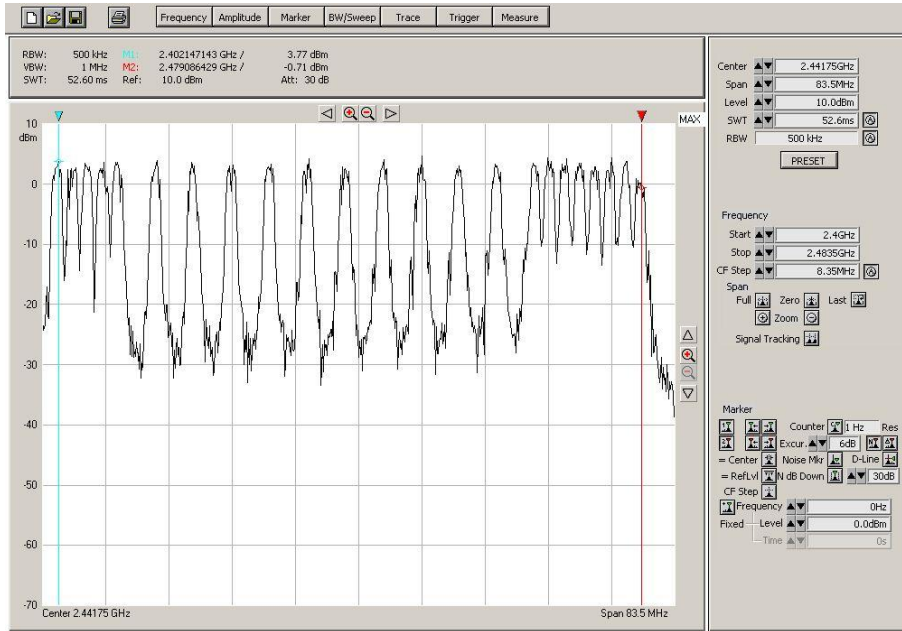 Frequency Amplitude Marker BW/Sweep Trace Trigger Measure
RBW: 500 kHz M1: 2.402147143 GHz / 3.77 dBm
VBW: 1 MHz M2: 2.479086429 GHz / -0.71 dBm
SWT: 52.60 ms Ref: 10.0 dBm Att: 30 dB
MAX
10
dBm
0
-10
-20
-30
-40
-50
-60
-70
Center 2.44175 GHz Span 83.5 MHz
Center 2.44175GHz
Span 83.5MHz
Level 10.0dBm
SWT 52.6ms
RBW 500 kHz
PRESET
Frequency
Start 2.4GHz
Stop 2.4835GHz
CF Step 8.35MHz
Span
Full Zero Last
Zoom
Signal Tracking
Marker
Counter 1 Hz Res
Excur. 6dB
= Center Noise Mkr D-Line
= RefLvl N dB Down 30dB
CF Step
Frequency 0Hz
Fixed Level 0.0dBm
Time 0s